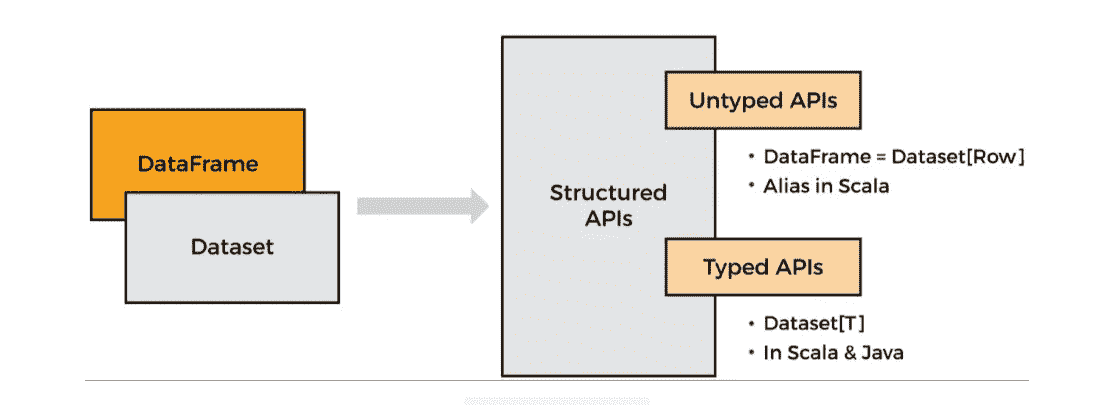 DataFrame
Dataset
Structured
APIs
Untyped APIs
• DataFrame = Dataset[Row]
• Alias in Scala
Typed APIs
• Dataset[T]
• In Scala & Java